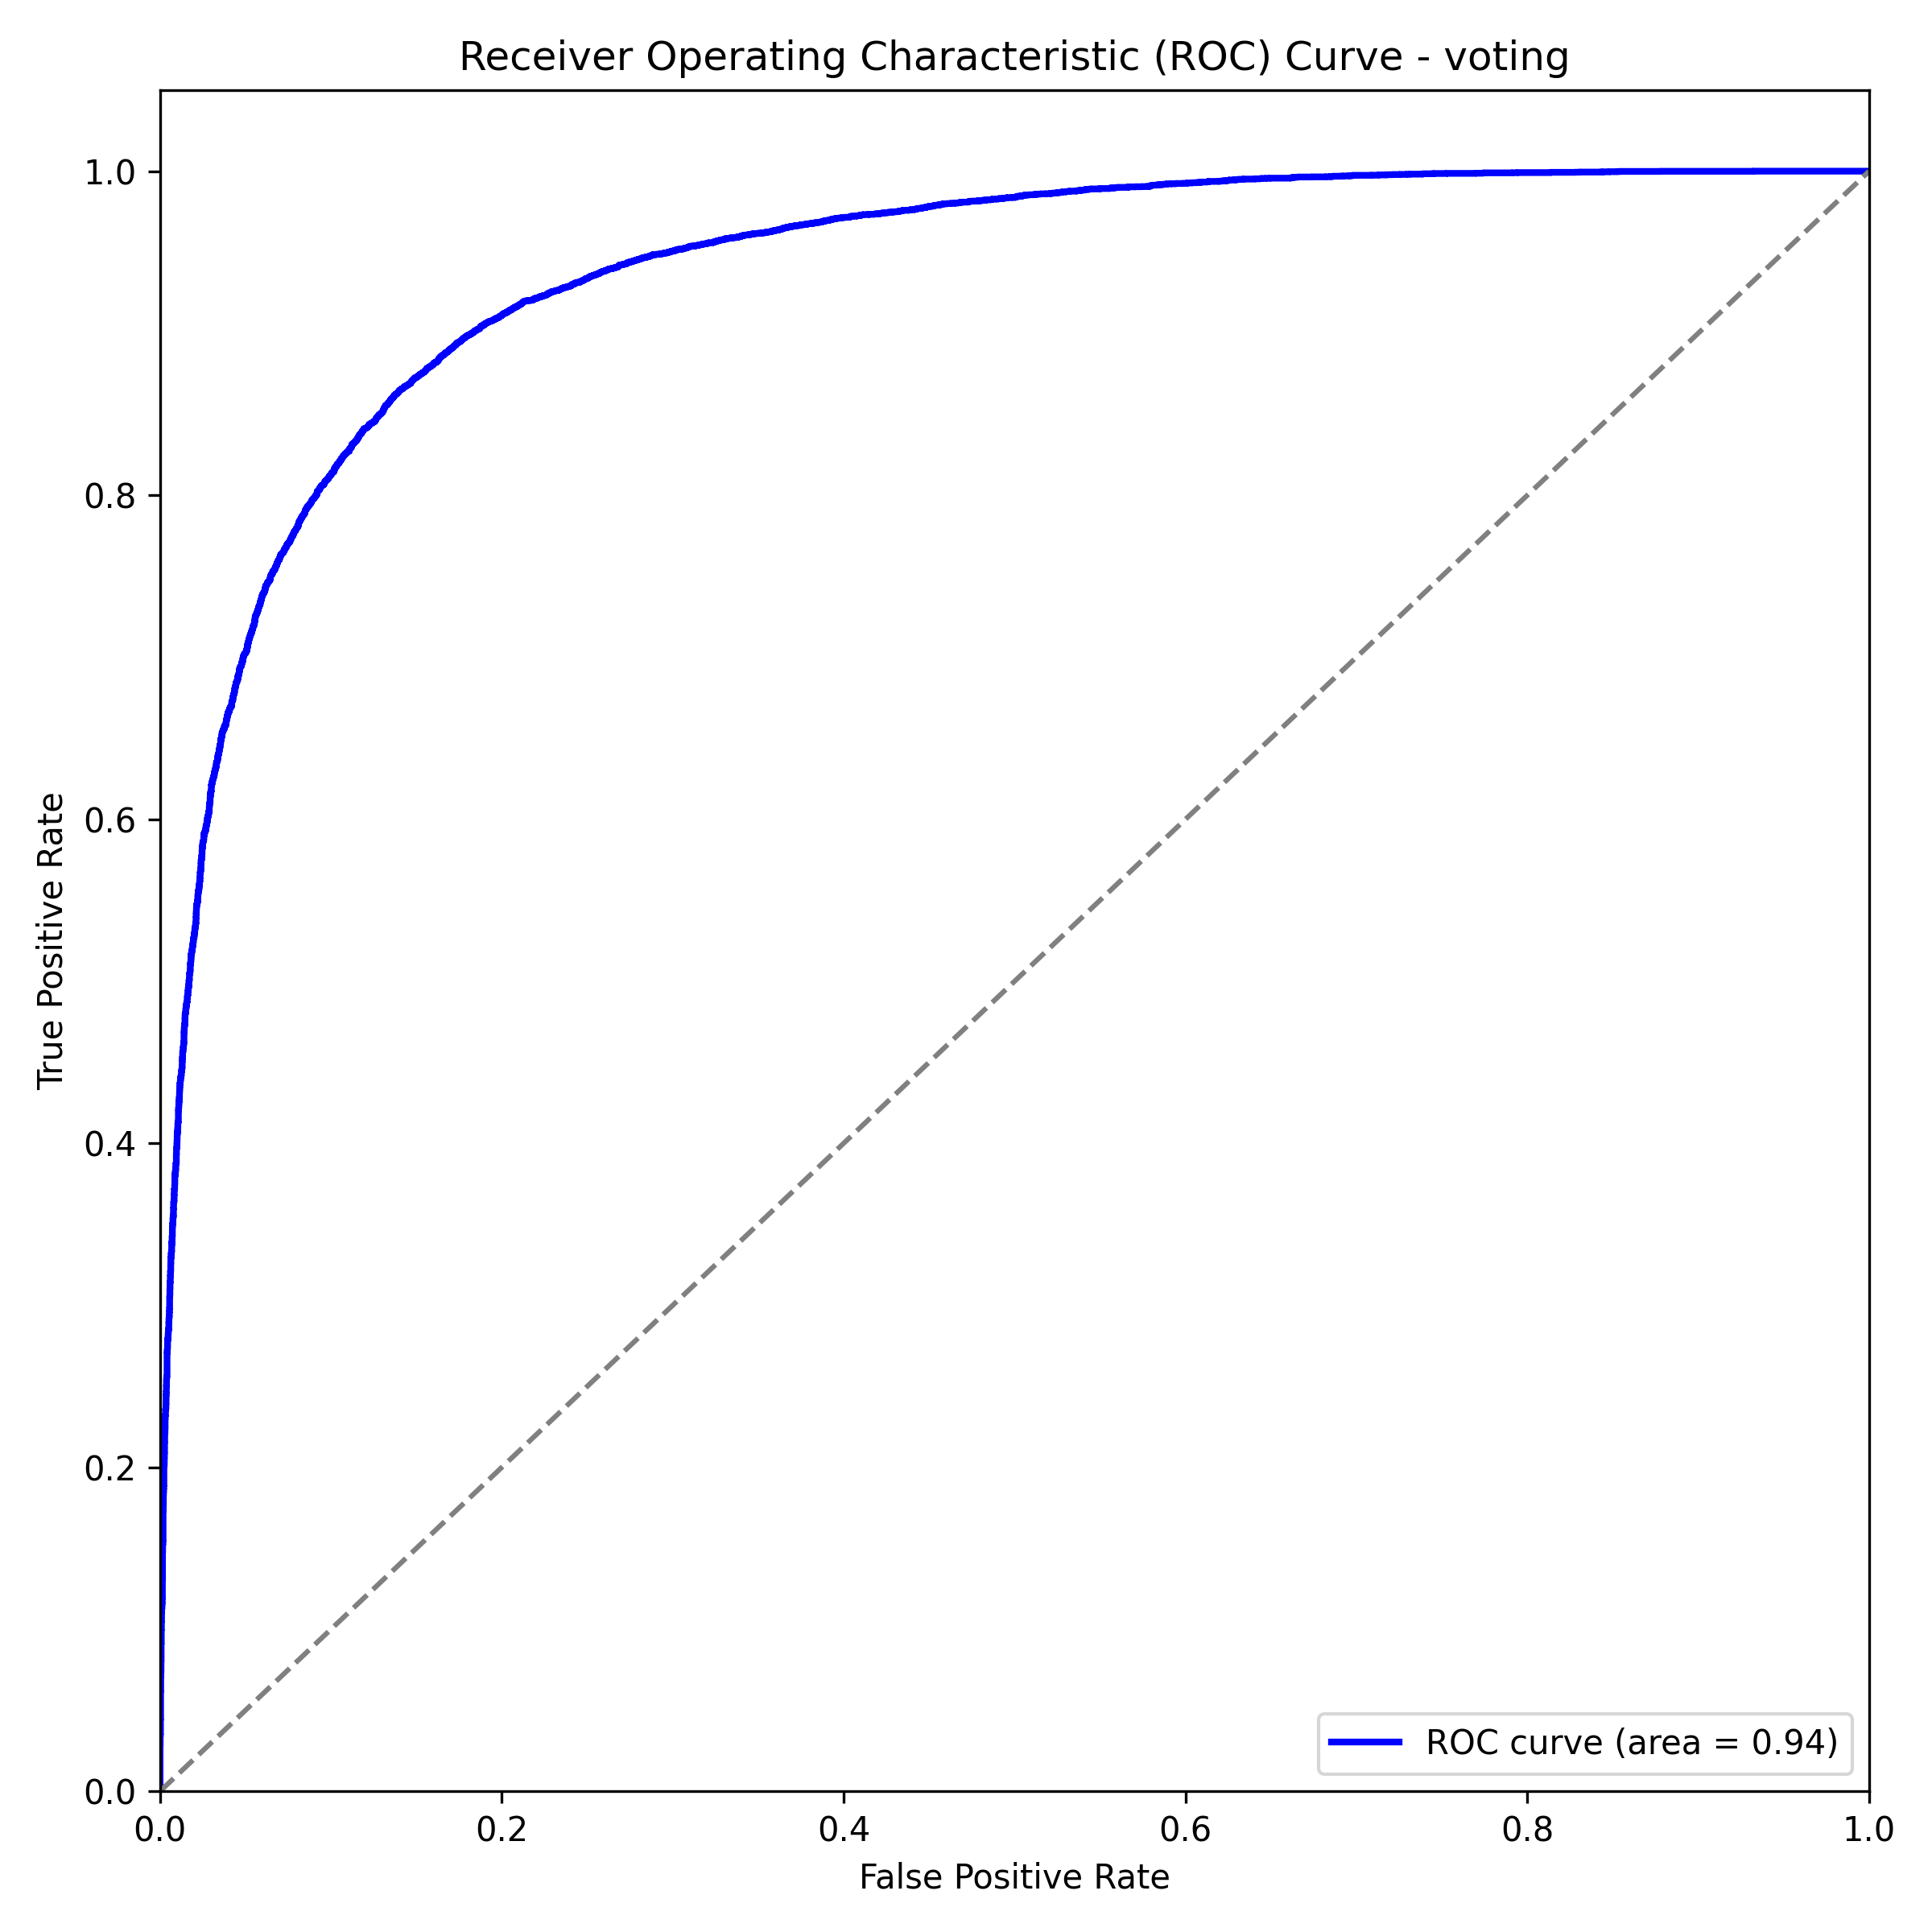 Receiver Operating Characteristic (ROC) Curve - voting
1.0
0.8
0.6
0.4
0.2
0.0
True Positive Rate
ROC curve (area = 0.94)
0.0 0.2 0.4 0.6 0.8 1.0
False Positive Rate